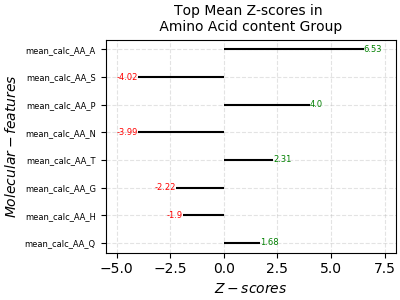 Top Mean Z-scores in
Amino Acid content Group
mean_calc_AA_A
6.53
mean_calc_AA_S
-4.02
mean_calc_AA_P
4.0
mean_calc_AA_N
-3.99
mean_calc_AA_T
2.31
mean_calc_AA_G
-2.22
mean_calc_AA_H
-1.9
mean_calc_AA_Q
1.68
Molecular − features
−5.0 −2.5 0.0 2.5 5.0 7.5
Z − scores